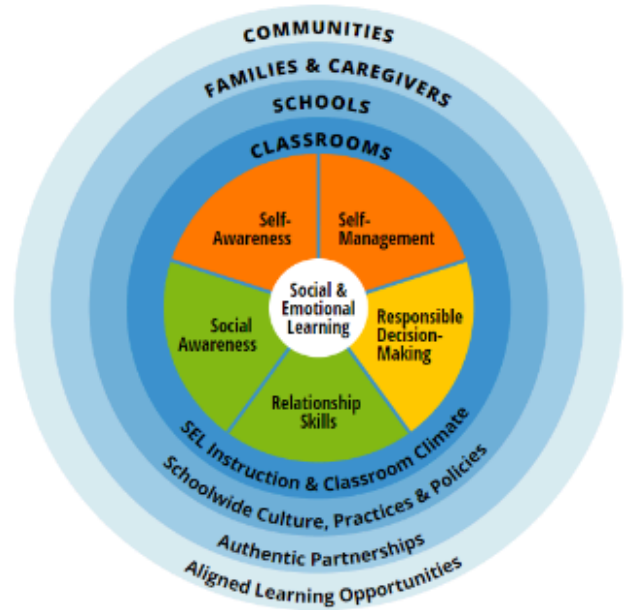 COMMUNITIES
FAMILIES & CAREGIVERS
SCHOOLS
CLASSROOMS
Self-
Awareness
Self-
Management
Social &
Emotional
Learning
Social
Awareness
Responsible
Decision-
Making
Relationship
Skills
SEL Instruction & Classroom Climate
Schoolwide Culture, Practices & Policies
Authentic Partnerships
Aligned Learning Opportunities